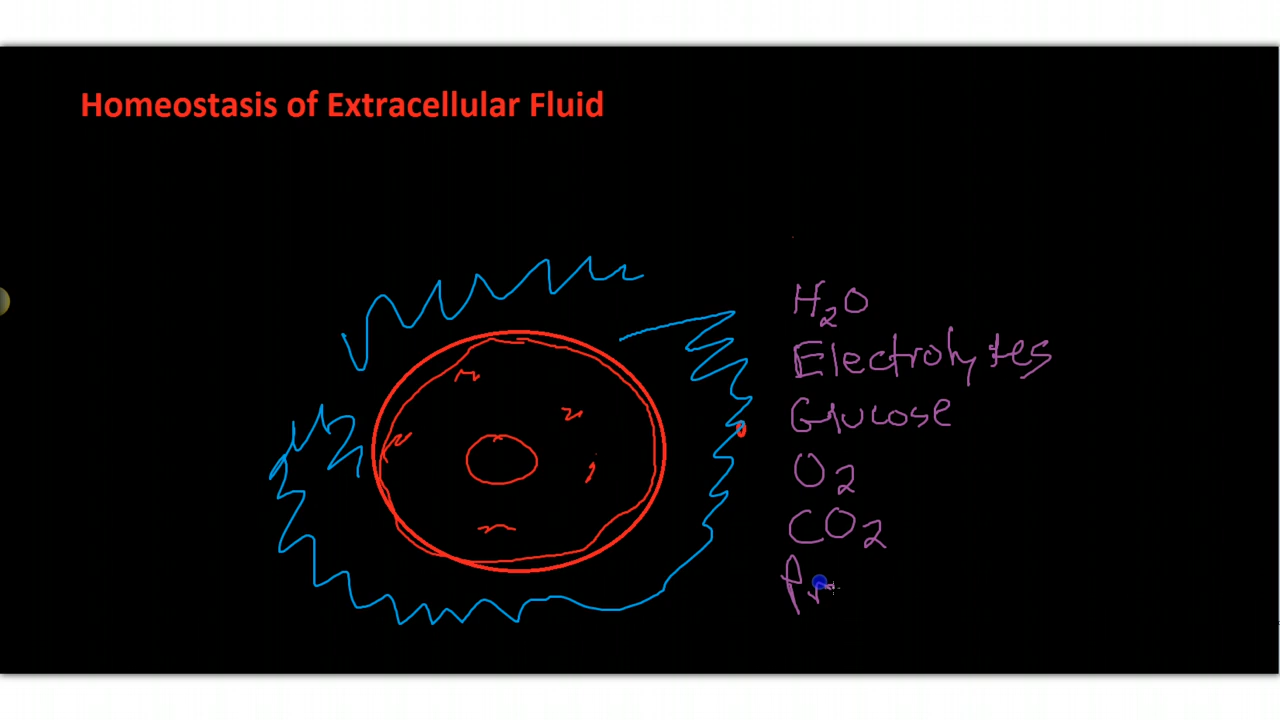 Homeostasis of Extracellular Fluid
H₂O
Electrolytes
Glucose
O₂
CO₂